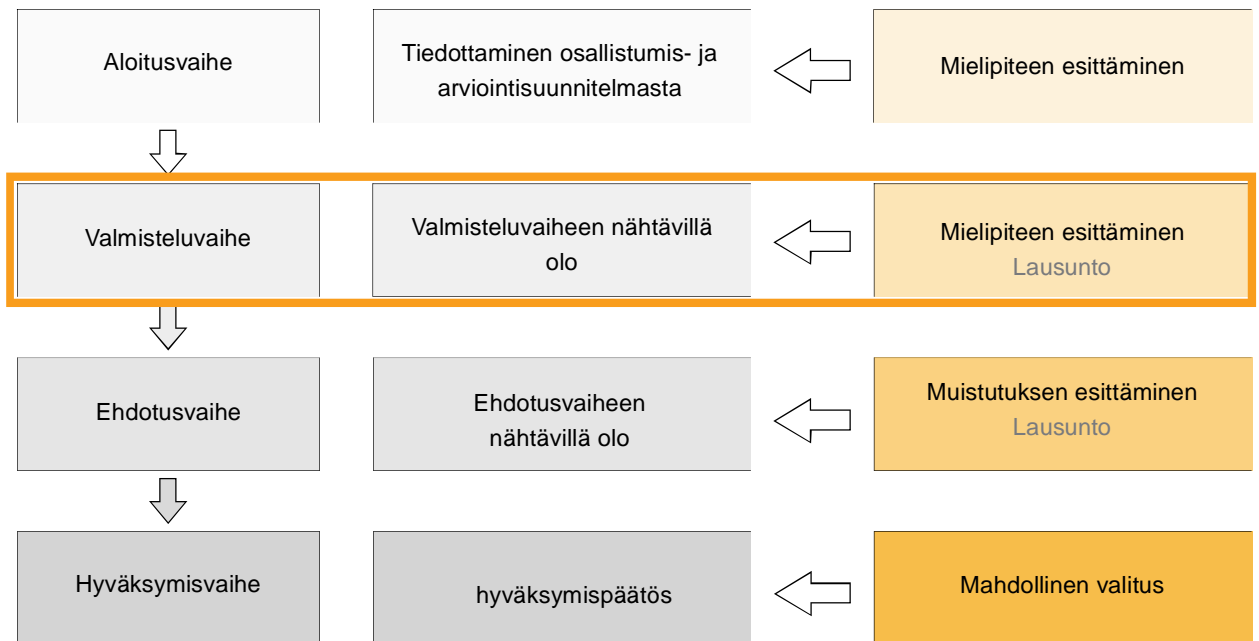 Aloitusvaihe
Tiedottaminen osallistumis- ja
arviointisuunnitelmasta
Mielipiteen esittäminen
Valmisteluvaihe
Valmisteluvaiheen nähtävillä
olo
Mielipiteen esittäminen
Lausunto
Ehdotusvaihe
Ehdotusvaiheen
nähtävillä olo
Muistutuksen esittäminen
Lausunto
Hyväksymisvaihe
hyväksymispäätös
Mahdollinen valitus